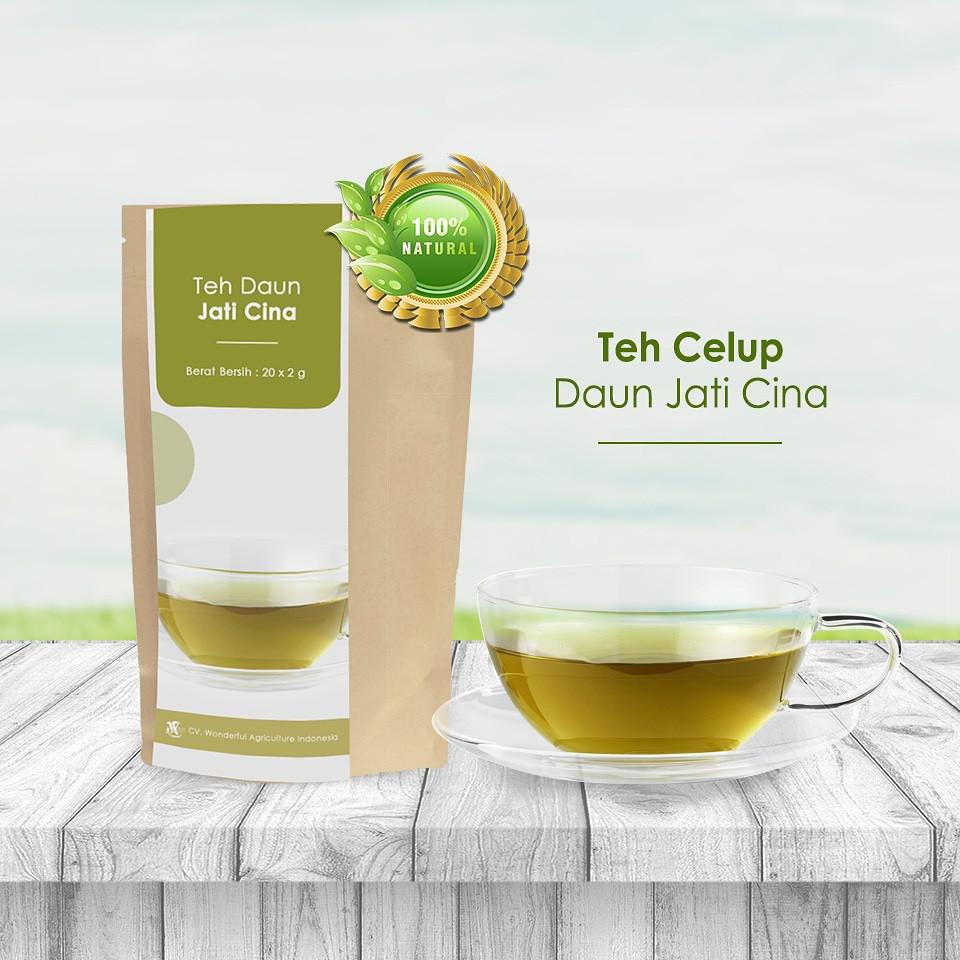 Teh Daun
Jati Cina
Berat Bersih : 20 x 2 g
100%
NATURAL
Teh Celup
Daun Jati Cina
CV. Wonderful Agriculture Indonesia